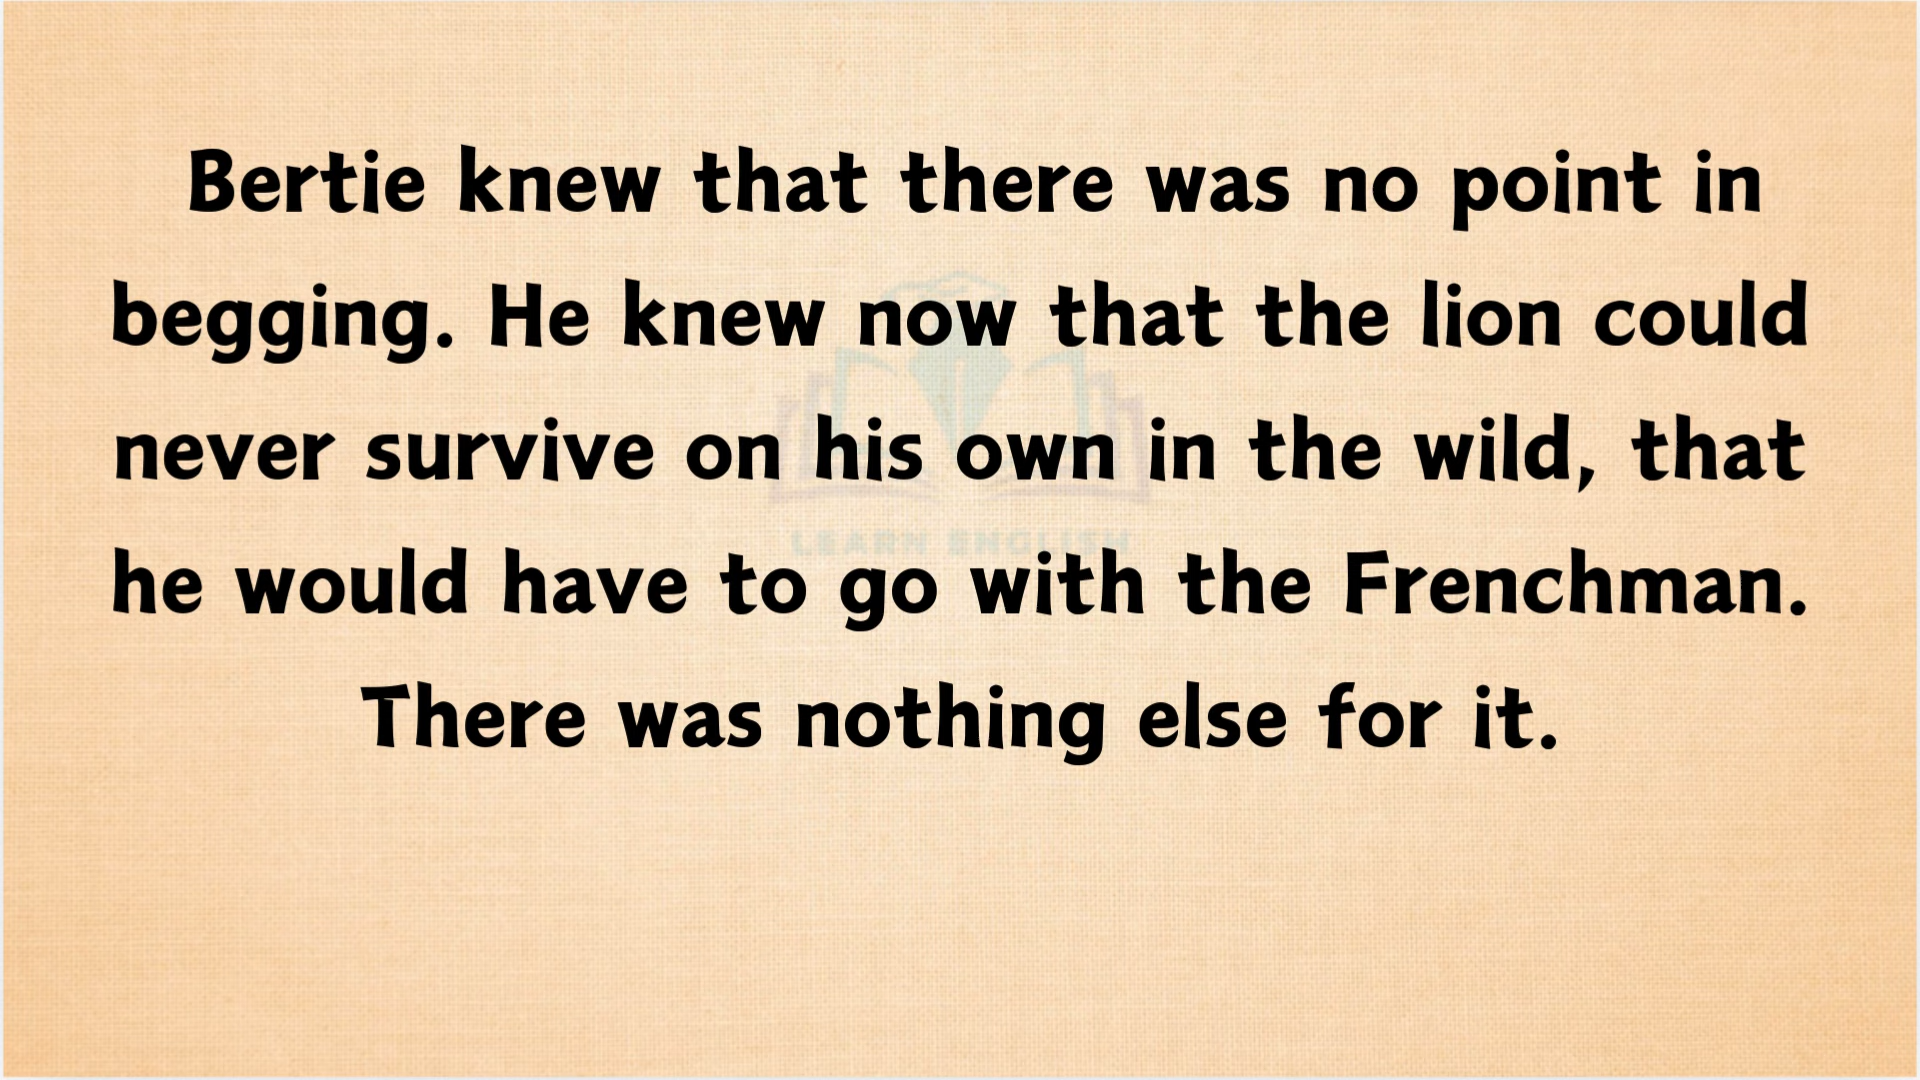 Bertie knew that there was no point in
begging. He knew now that the lion could
never survive on his own in the wild, that
he would have to go with the Frenchman.
There was nothing else for it.
LEARN ENGLISH